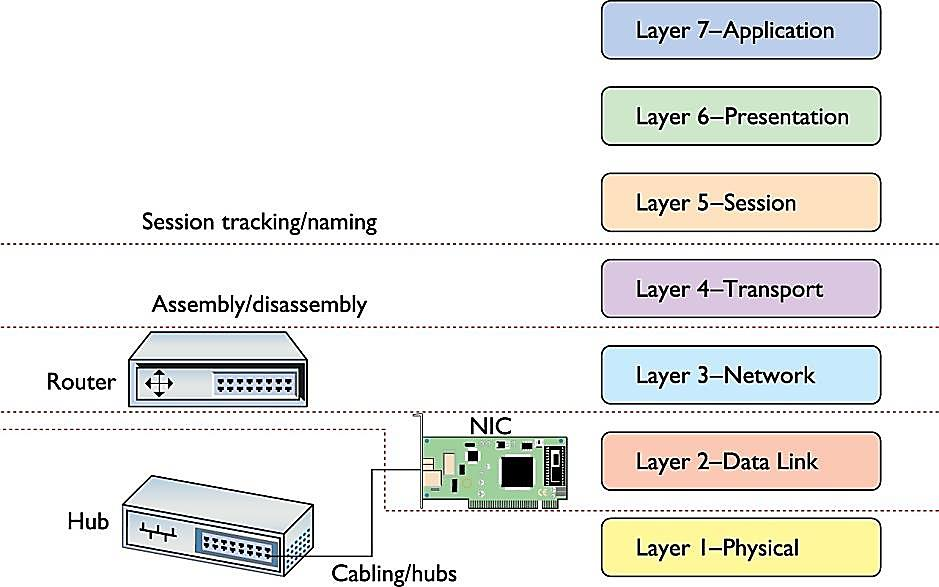 Layer 7–Application
Layer 6–Presentation
Layer 5–Session
Session tracking/naming
Layer 4–Transport
Assembly/disassembly
Router
Layer 3–Network
NIC
Layer 2–Data Link
Hub
Layer 1–Physical
Cabling/hubs